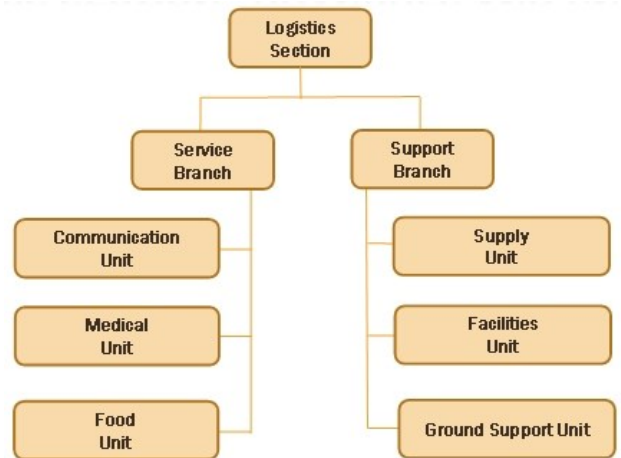 Logistics
Section
Service
Branch
Support
Branch
Communication
Unit
Supply
Unit
Medical
Unit
Facilities
Unit
Food
Unit
Ground Support Unit